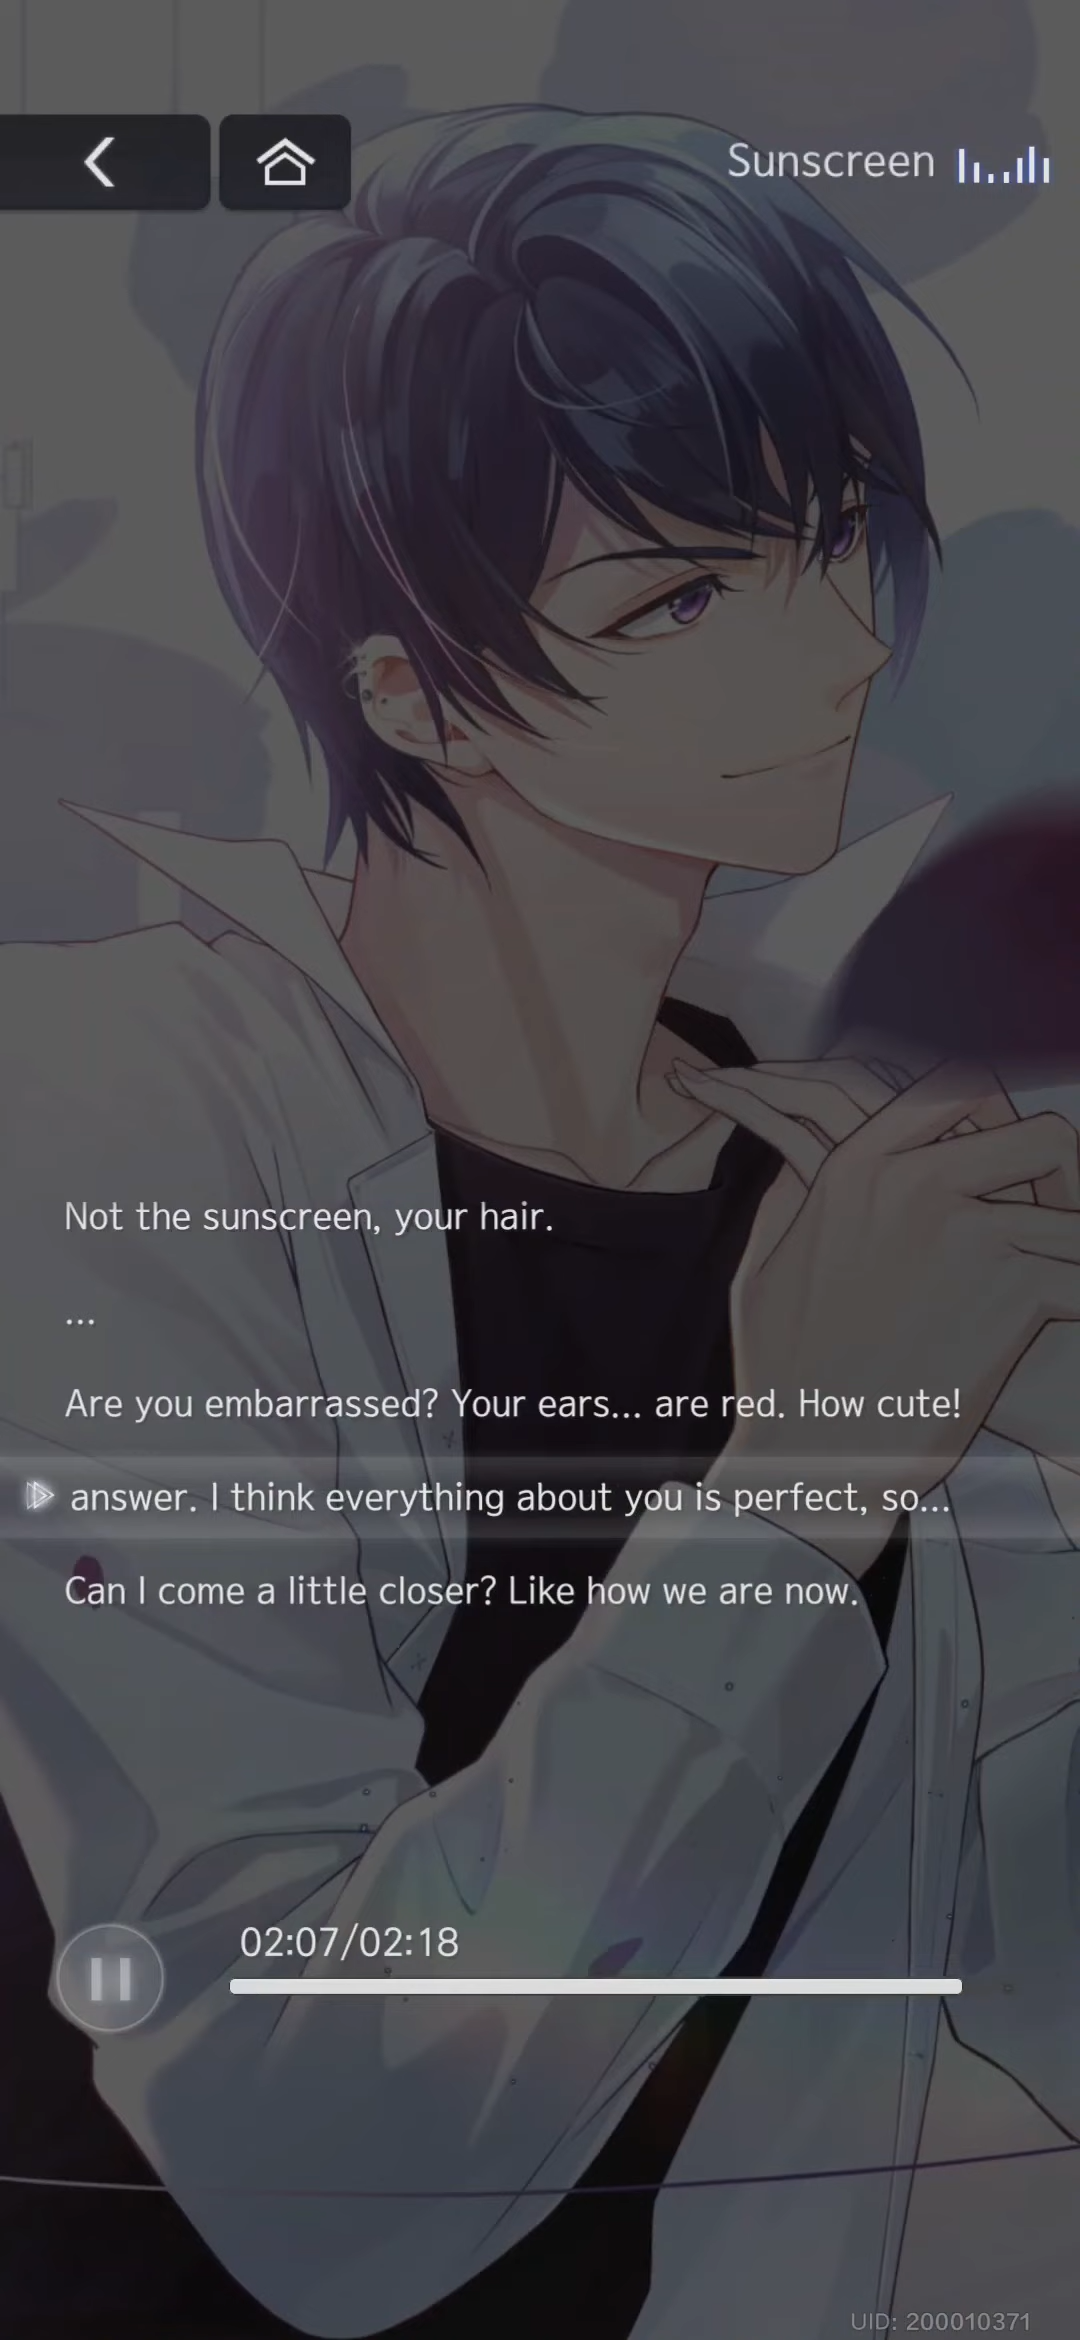 Sunscreen
Not the sunscreen, your hair.
...
Are you embarrassed? Your ears... are red. How cute!
answer. I think everything about you is perfect, so...
Can I come a little closer? Like how we are now.
02:07/02:18
UID: 200010371